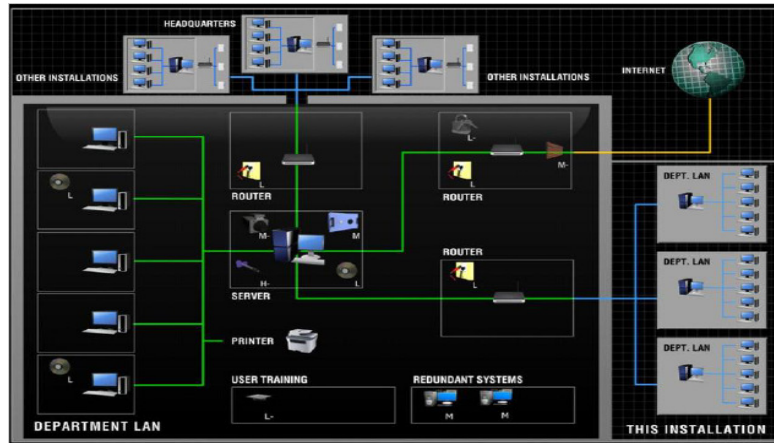 HEADQUARTERS
OTHER INSTALLATIONS
OTHER INSTALLATIONS
INTERNET
L-
L
ROUTER
L
M-
ROUTER
DEPT. LAN
L
M-
M
H-
L
SERVER
ROUTER
L
DEPT. LAN
PRINTER
DEPT. LAN
L
USER TRAINING
L-
REDUNDANT SYSTEMS
M
M
DEPARTMENT LAN
THIS INSTALLATION